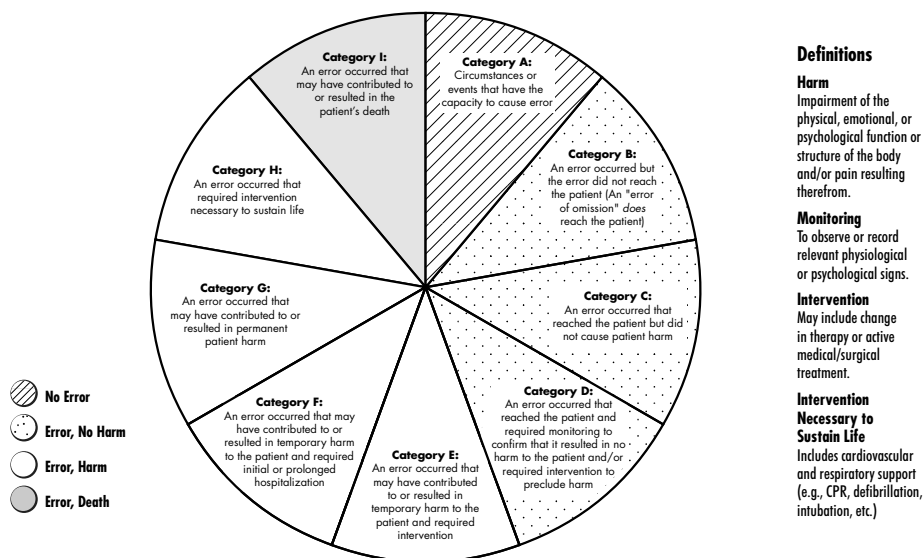 Category I:
An error occurred that
may have contributed to
or resulted in the
patient's death
Category A:
Circumstances or
events that have the
capacity to cause error
Category B:
An error occurred but
the error did not reach
the patient (An "error
of omission" does
reach the patient)
Category C:
An error occurred that
reached the patient but did
not cause patient harm
Category D:
An error occurred that
reached the patient and
required monitoring to
confirm that it resulted in no
harm to the patient and/or
required intervention to
preclude harm
Category E:
An error occurred that
may have contributed
to or resulted in
temporary harm to the
patient and required
intervention
Category F:
An error occurred that may
have contributed to or
resulted in temporary harm
to the patient and required
initial or prolonged
hospitalization
Category G:
An error occurred that
may have contributed to or
resulted in permanent
patient harm
Category H:
An error occurred that
required intervention
necessary to sustain life
No Error
Error, No Harm
Error, Harm
Error, Death
Definitions
Harm
Impairment of the
physical, emotional, or
psychological function or
structure of the body
and/or pain resulting
therefrom.
Monitoring
To observe or record
relevant physiological
or psychological signs.
Intervention
May include change
in therapy or active
medical/surgical
treatment.
Intervention
Necessary to
Sustain Life
Includes cardiovascular
and respiratory support
(e.g., CPR, defibrillation,
intubation, etc.)